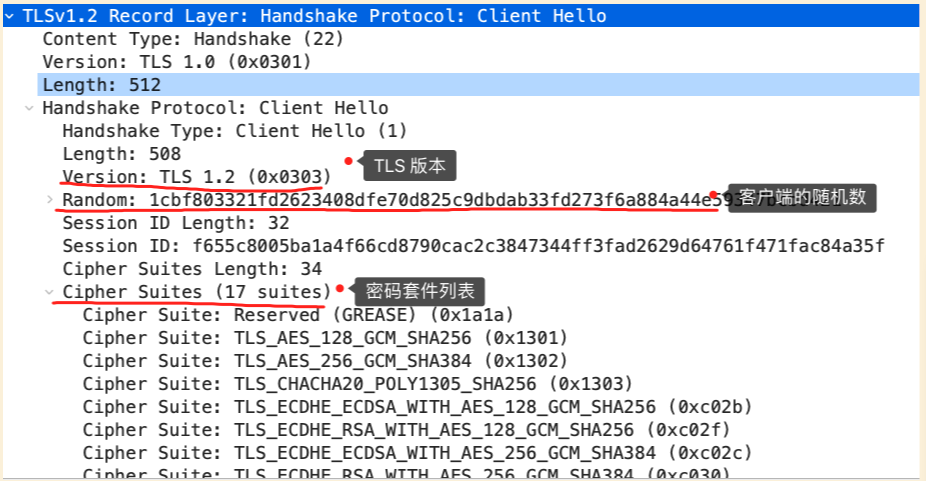 TLSv1.2 Record Layer: Handshake Protocol: Client Hello
Content Type: Handshake (22)
Version: TLS 1.0 (0x0301)
Length: 512
Handshake Protocol: Client Hello
Handshake Type: Client Hello (1)
Length: 508
Version: TLS 1.2 (0x0303)
TLS 版本
Random: 1cbf803321fd2623408dfe70d825c9dbdab33fd273f6a884a44e59
客户端的随机数
Session ID Length: 32
Session ID: f655c8005ba1a4f66cd8790cac2c3847344ff3fad2629d64761f471fac84a35f
Cipher Suites Length: 34
Cipher Suites (17 suites)
密码套件列表
Cipher Suite: Reserved (GREASE) (0x1a1a)
Cipher Suite: TLS_AES_128_GCM_SHA256 (0x1301)
Cipher Suite: TLS_AES_256_GCM_SHA384 (0x1302)
Cipher Suite: TLS_CHACHA20_POLY1305_SHA256 (0x1303)
Cipher Suite: TLS_ECDHE_ECDSA_WITH_AES_128_GCM_SHA256 (0xc02b)
Cipher Suite: TLS_ECDHE_RSA_WITH_AES_128_GCM_SHA256 (0xc02f)
Cipher Suite: TLS_ECDHE_ECDSA_WITH_AES_256_GCM_SHA384 (0xc02c)
Cipher Suite: TLS_ECDHE_RSA_WITH_AES_256_GCM_SHA384 (0xc030)